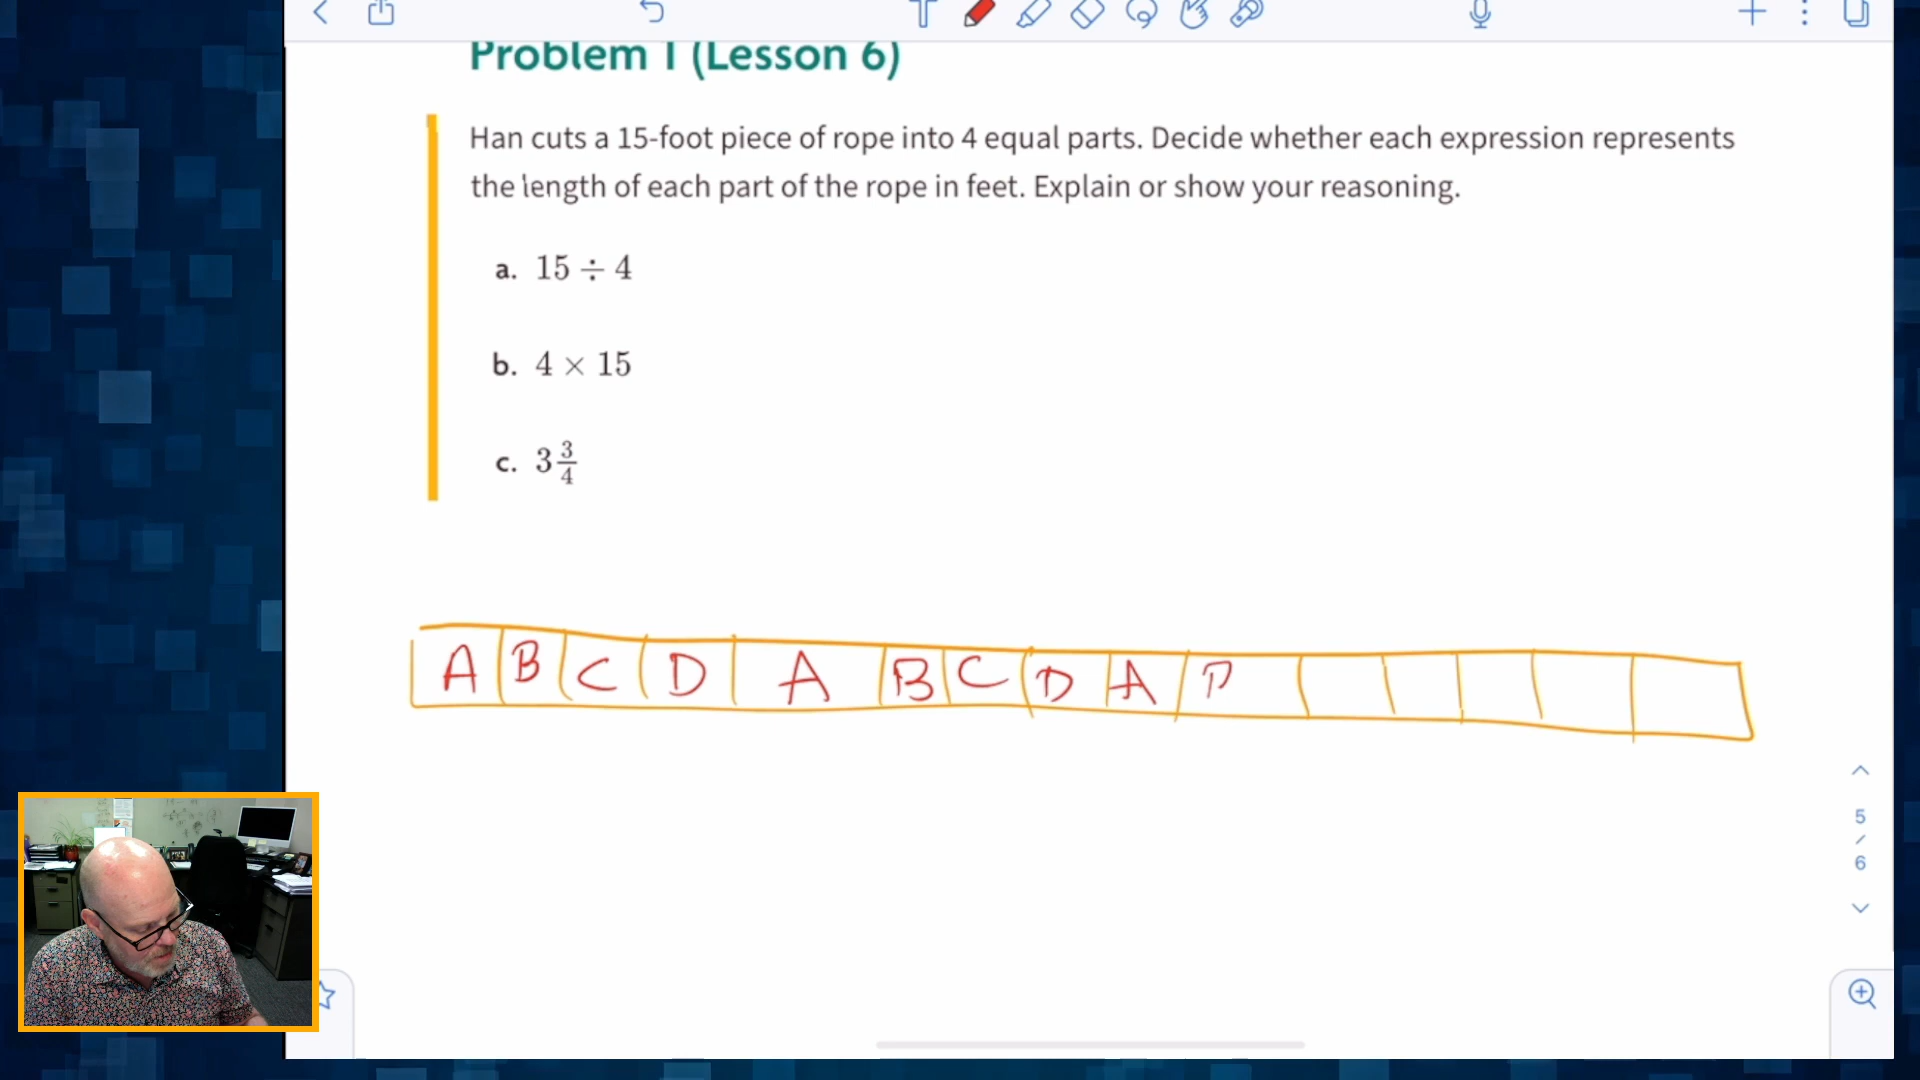 Problem 1 (Lesson 6)
Han cuts a 15-foot piece of rope into 4 equal parts. Decide whether each expression represents
the length of each part of the rope in feet. Explain or show your reasoning.
a. 15 ÷ 4
b. 4 × 15
c. 3 3/4
A B C D A B C D A
5
/
6